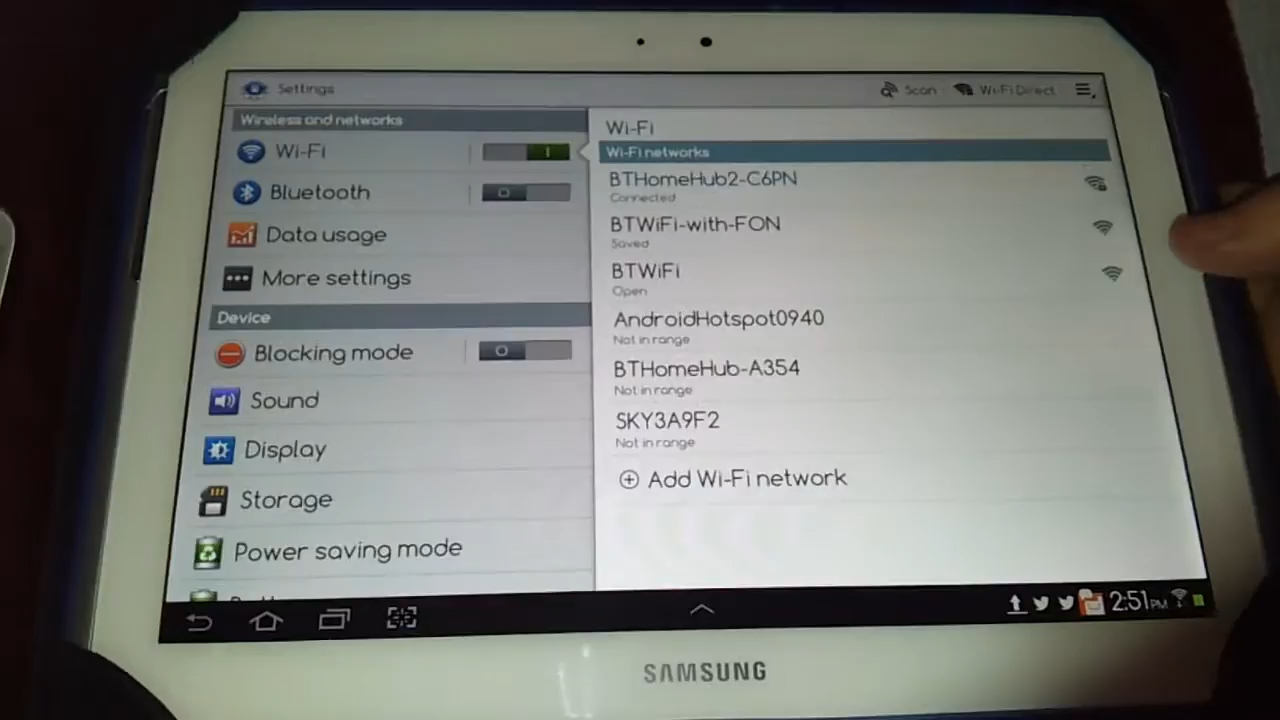 Settings
Scan
Wi-Fi Direct
Wireless and networks
Wi-Fi
Bluetooth
Data usage
More settings
Device
Blocking mode
Sound
Display
Storage
Power saving mode
Wi-Fi
Wi-Fi networks
BTHomeHub2-C6PN
Connected
BTWiFi-with-FON
Saved
BTWiFi
Open
AndroidHotspot0940
Not in range
BTHomeHub-A354
Not in range
SKY3A9F2
Not in range
Add Wi-Fi network
2:51PM
SAMSUNG